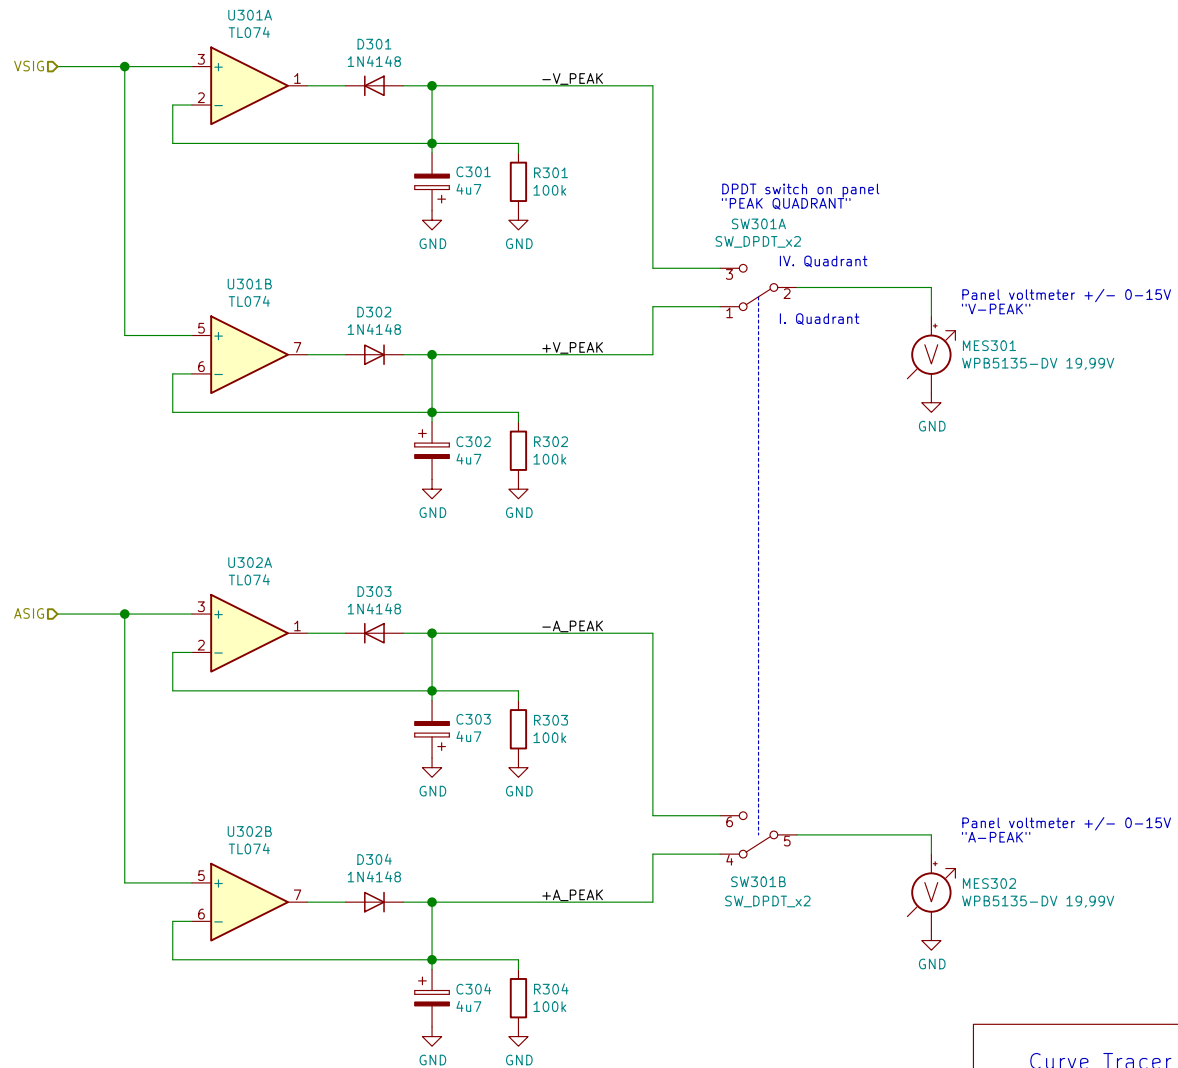 U301A
TL074
VSIG
3
+
2
−
1
D301
1N4148
-V_PEAK
C301
4u7
+
R301
100k
GND
GND
DPDT switch on panel
"PEAK QUADRANT"
SW301A
SW_DPDT_x2
IV. Quadrant
3
2
1
I. Quadrant
Panel voltmeter +/- 0-15V
"V-PEAK"
+
V
MES301
WPB5135-DV 19,99V
GND
U301B
TL074
5
+
6
−
7
D302
1N4148
+V_PEAK
+
C302
4u7
R302
100k
GND
GND
U302A
TL074
ASIG
3
+
2
−
1
D303
1N4148
-A_PEAK
C303
4u7
+
R303
100k
GND
GND
6
5
4
SW301B
SW_DPDT_x2
Panel voltmeter +/- 0-15V
"A-PEAK"
+
V
MES302
WPB5135-DV 19,99V
GND
U302B
TL074
5
+
6
−
7
D304
1N4148
+A_PEAK
+
C304
4u7
R304
100k
GND
GND
Curve Tracer